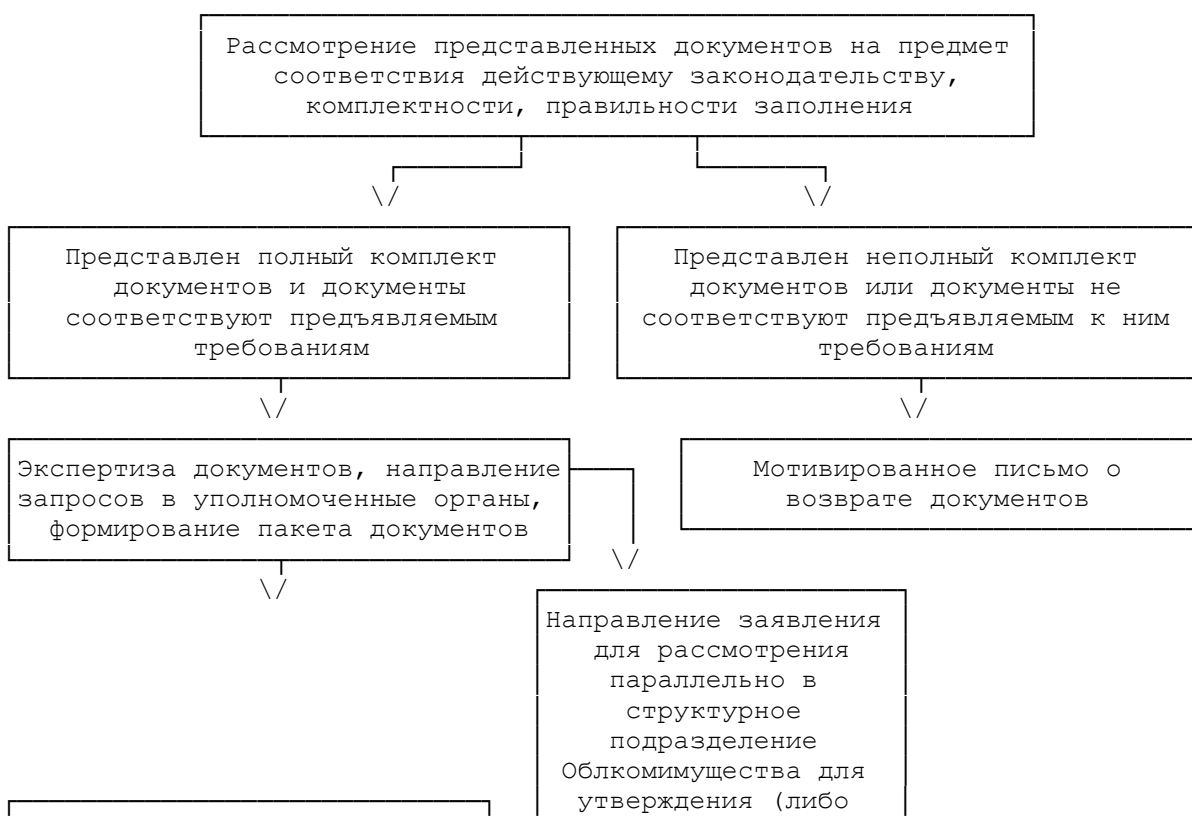 Рассмотрение представленных документов на предмет
соответствия действующему законодательству,
комплектности, правильности заполнения
Представлен полный комплект
документов и документы
соответствуют предъявляемым
требованиям
Представлен неполный комплект
документов или документы не
соответствуют предъявляемым к ним
требованиям
Экспертиза документов, направление
запросов в уполномоченные органы,
формирование пакета документов
Мотивированное письмо о
возврате документов
Направление заявления
для рассмотрения
параллельно в
структурное
подразделение
Облкомимущества для
утверждения (либо